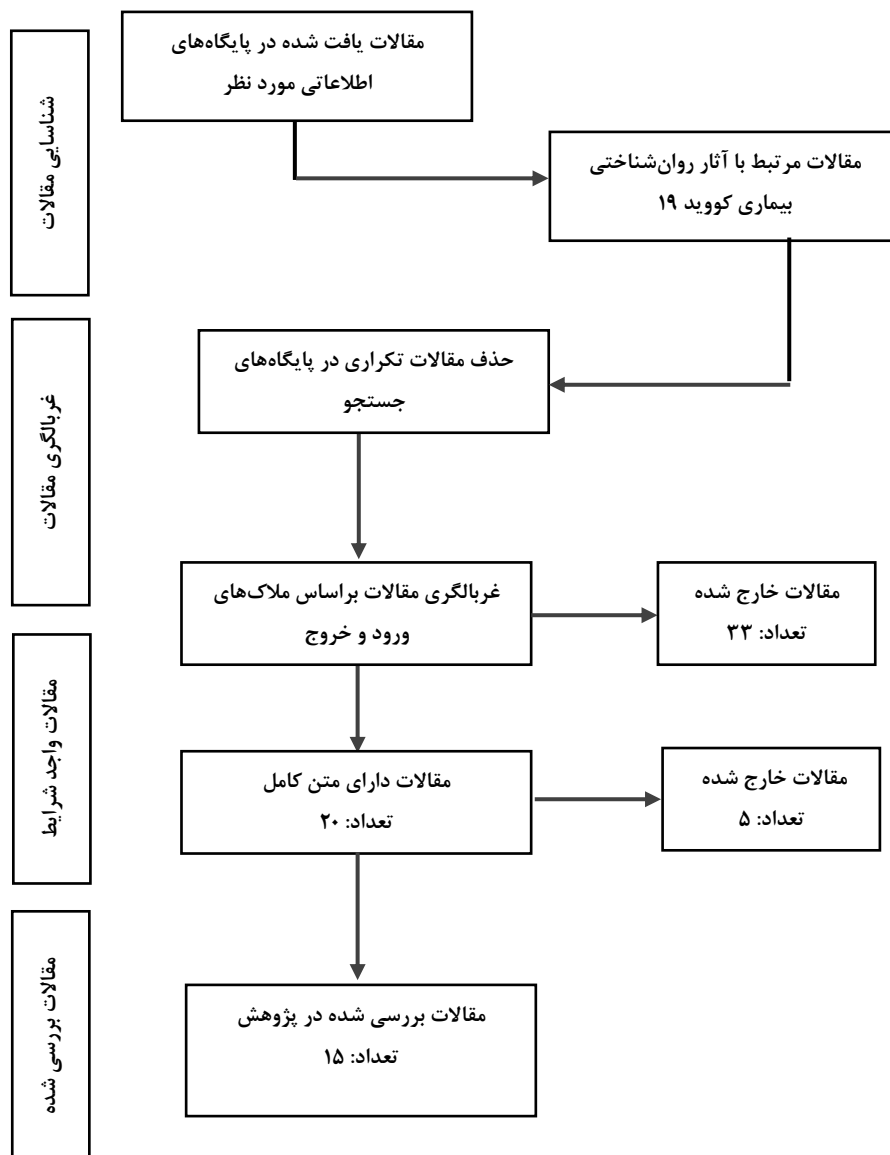 مقالات یافت شده در پایگاه‌های
اطلاعاتی مورد نظر
شناسایی مقالات
مقالات مرتبط با آثار روان‌شناختی
بیماری کووید ۱۹
حذف مقالات تکراری در پایگاه‌های
جستجو
غربالگری مقالات
غربالگری مقالات براساس ملاک‌های
ورود و خروج
مقالات خارج شده
تعداد: ۳۳
مقالات واجد شرایط
مقالات دارای متن کامل
تعداد: ۲۰
مقالات خارج شده
تعداد: ۵
مقالات بررسی شده
مقالات بررسی شده در پژوهش
تعداد: ۱۵